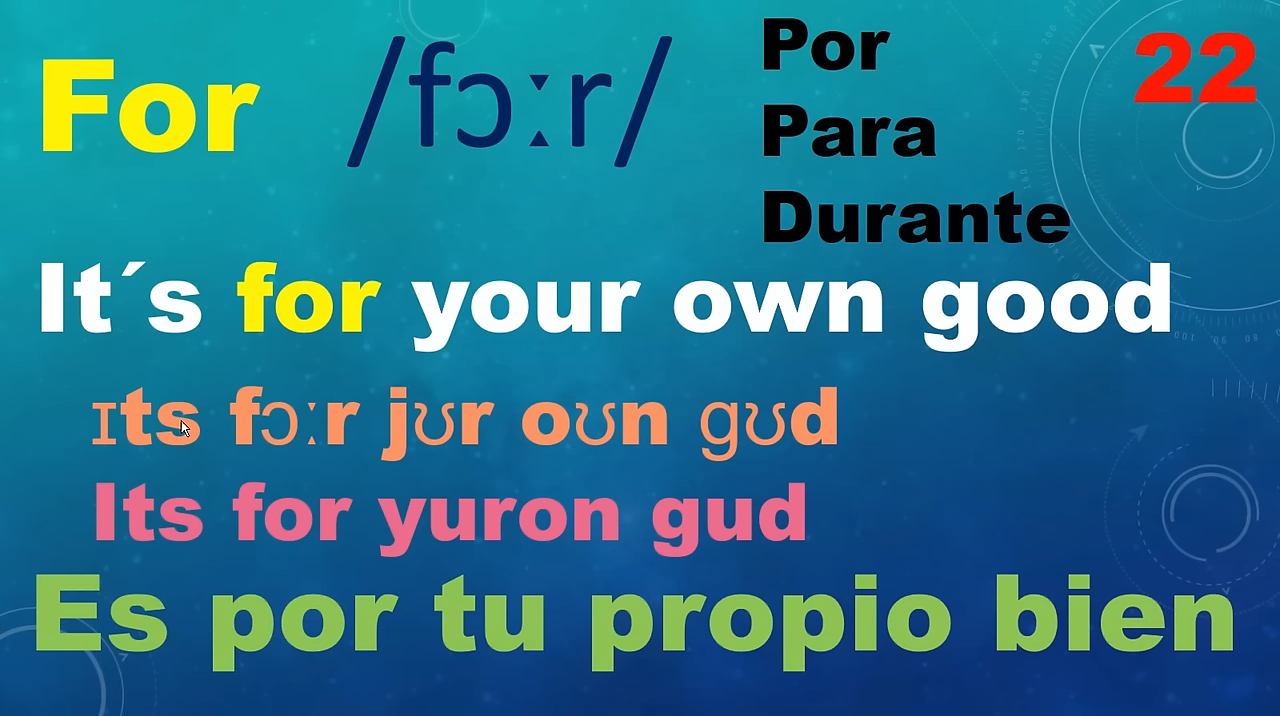 For /fɔːr/ Por 22
Para
Durante
It´s for your own good
ɪts fɔːr jʊr oʊn gʊd
Its for yuron gud
Es por tu propio bien